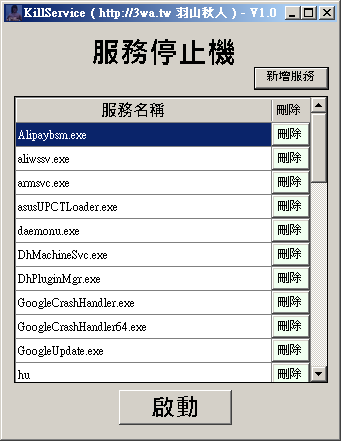 KillService ( http://3wa.tw 羽山秋人 ) - V1.0
服務停止機
新增服務
服務名稱 刪除
Alipaybsm.exe 刪除
aliwssv.exe 刪除
armsvc.exe 刪除
asusUPCTLoader.exe 刪除
daemonu.exe 刪除
DhMachineSvc.exe 刪除
DhPluginMgr.exe 刪除
GoogleCrashHandler.exe 刪除
GoogleCrashHandler64.exe 刪除
GoogleUpdate.exe 刪除
hu 刪除
啟動